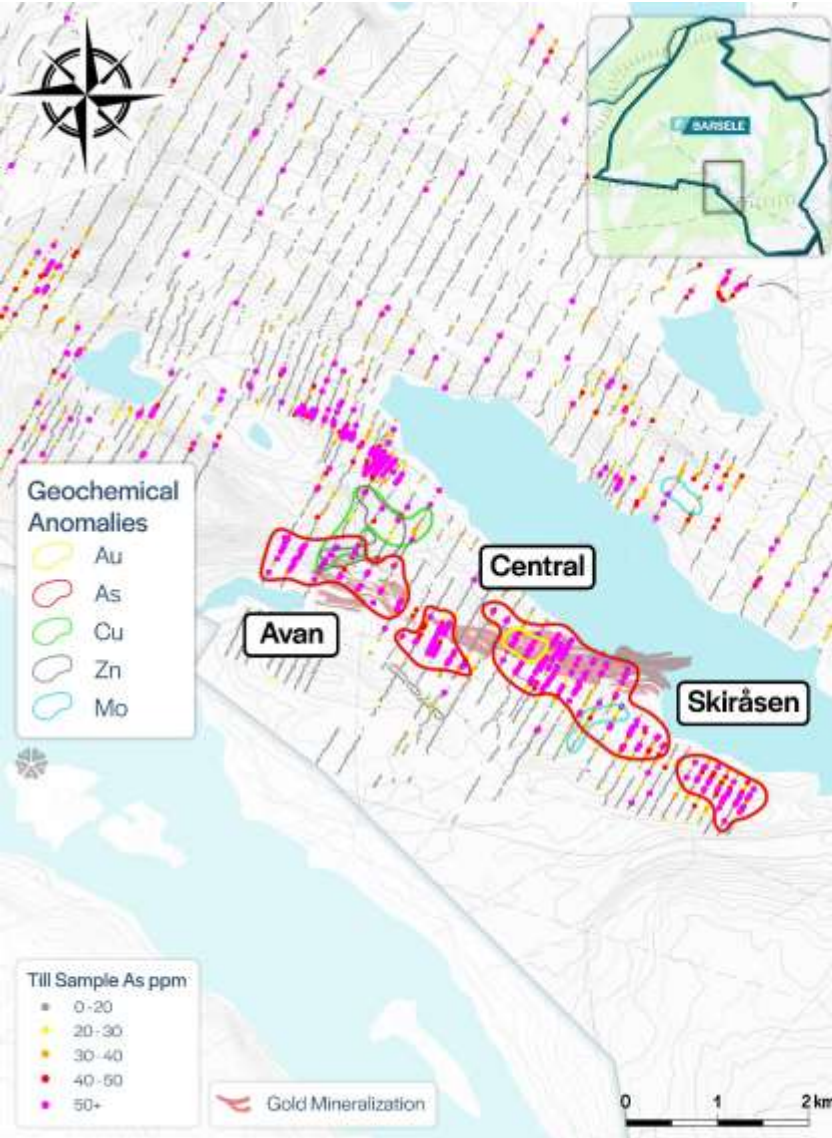 BARSELE
Geochemical
Anomalies
Au
As
Cu
Zn
Mo
Central
Avan
Skiråsen
Till Sample As ppm
0-20
20-30
30-40
40-50
50+
Gold Mineralization
0 1 2 km